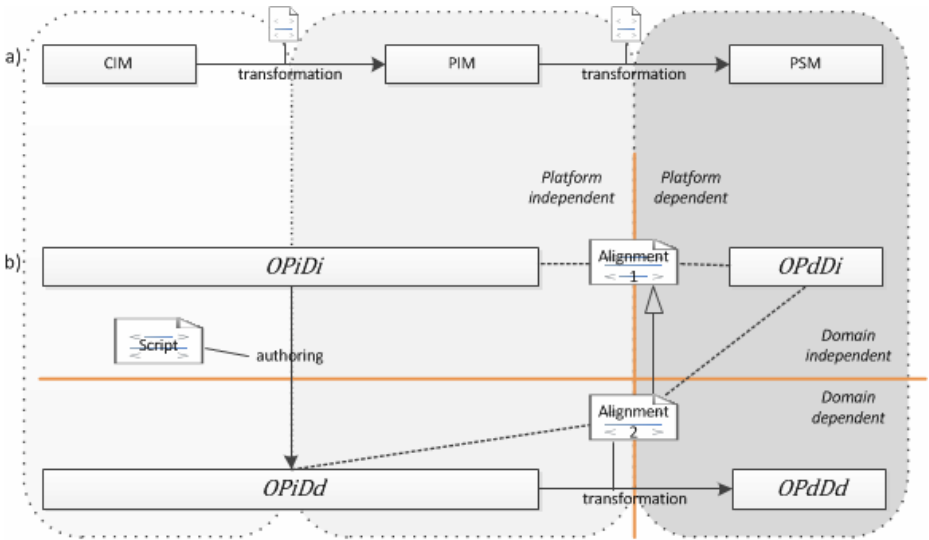 a)
CIM
transformation
PIM
transformation
PSM
Platform
independent
Platform
dependent
b)
OPiDi
Alignment
1
OPdDi
Script
authoring
Domain
independent
Domain
dependent
Alignment
2
OPiDd
transformation
OPdDd